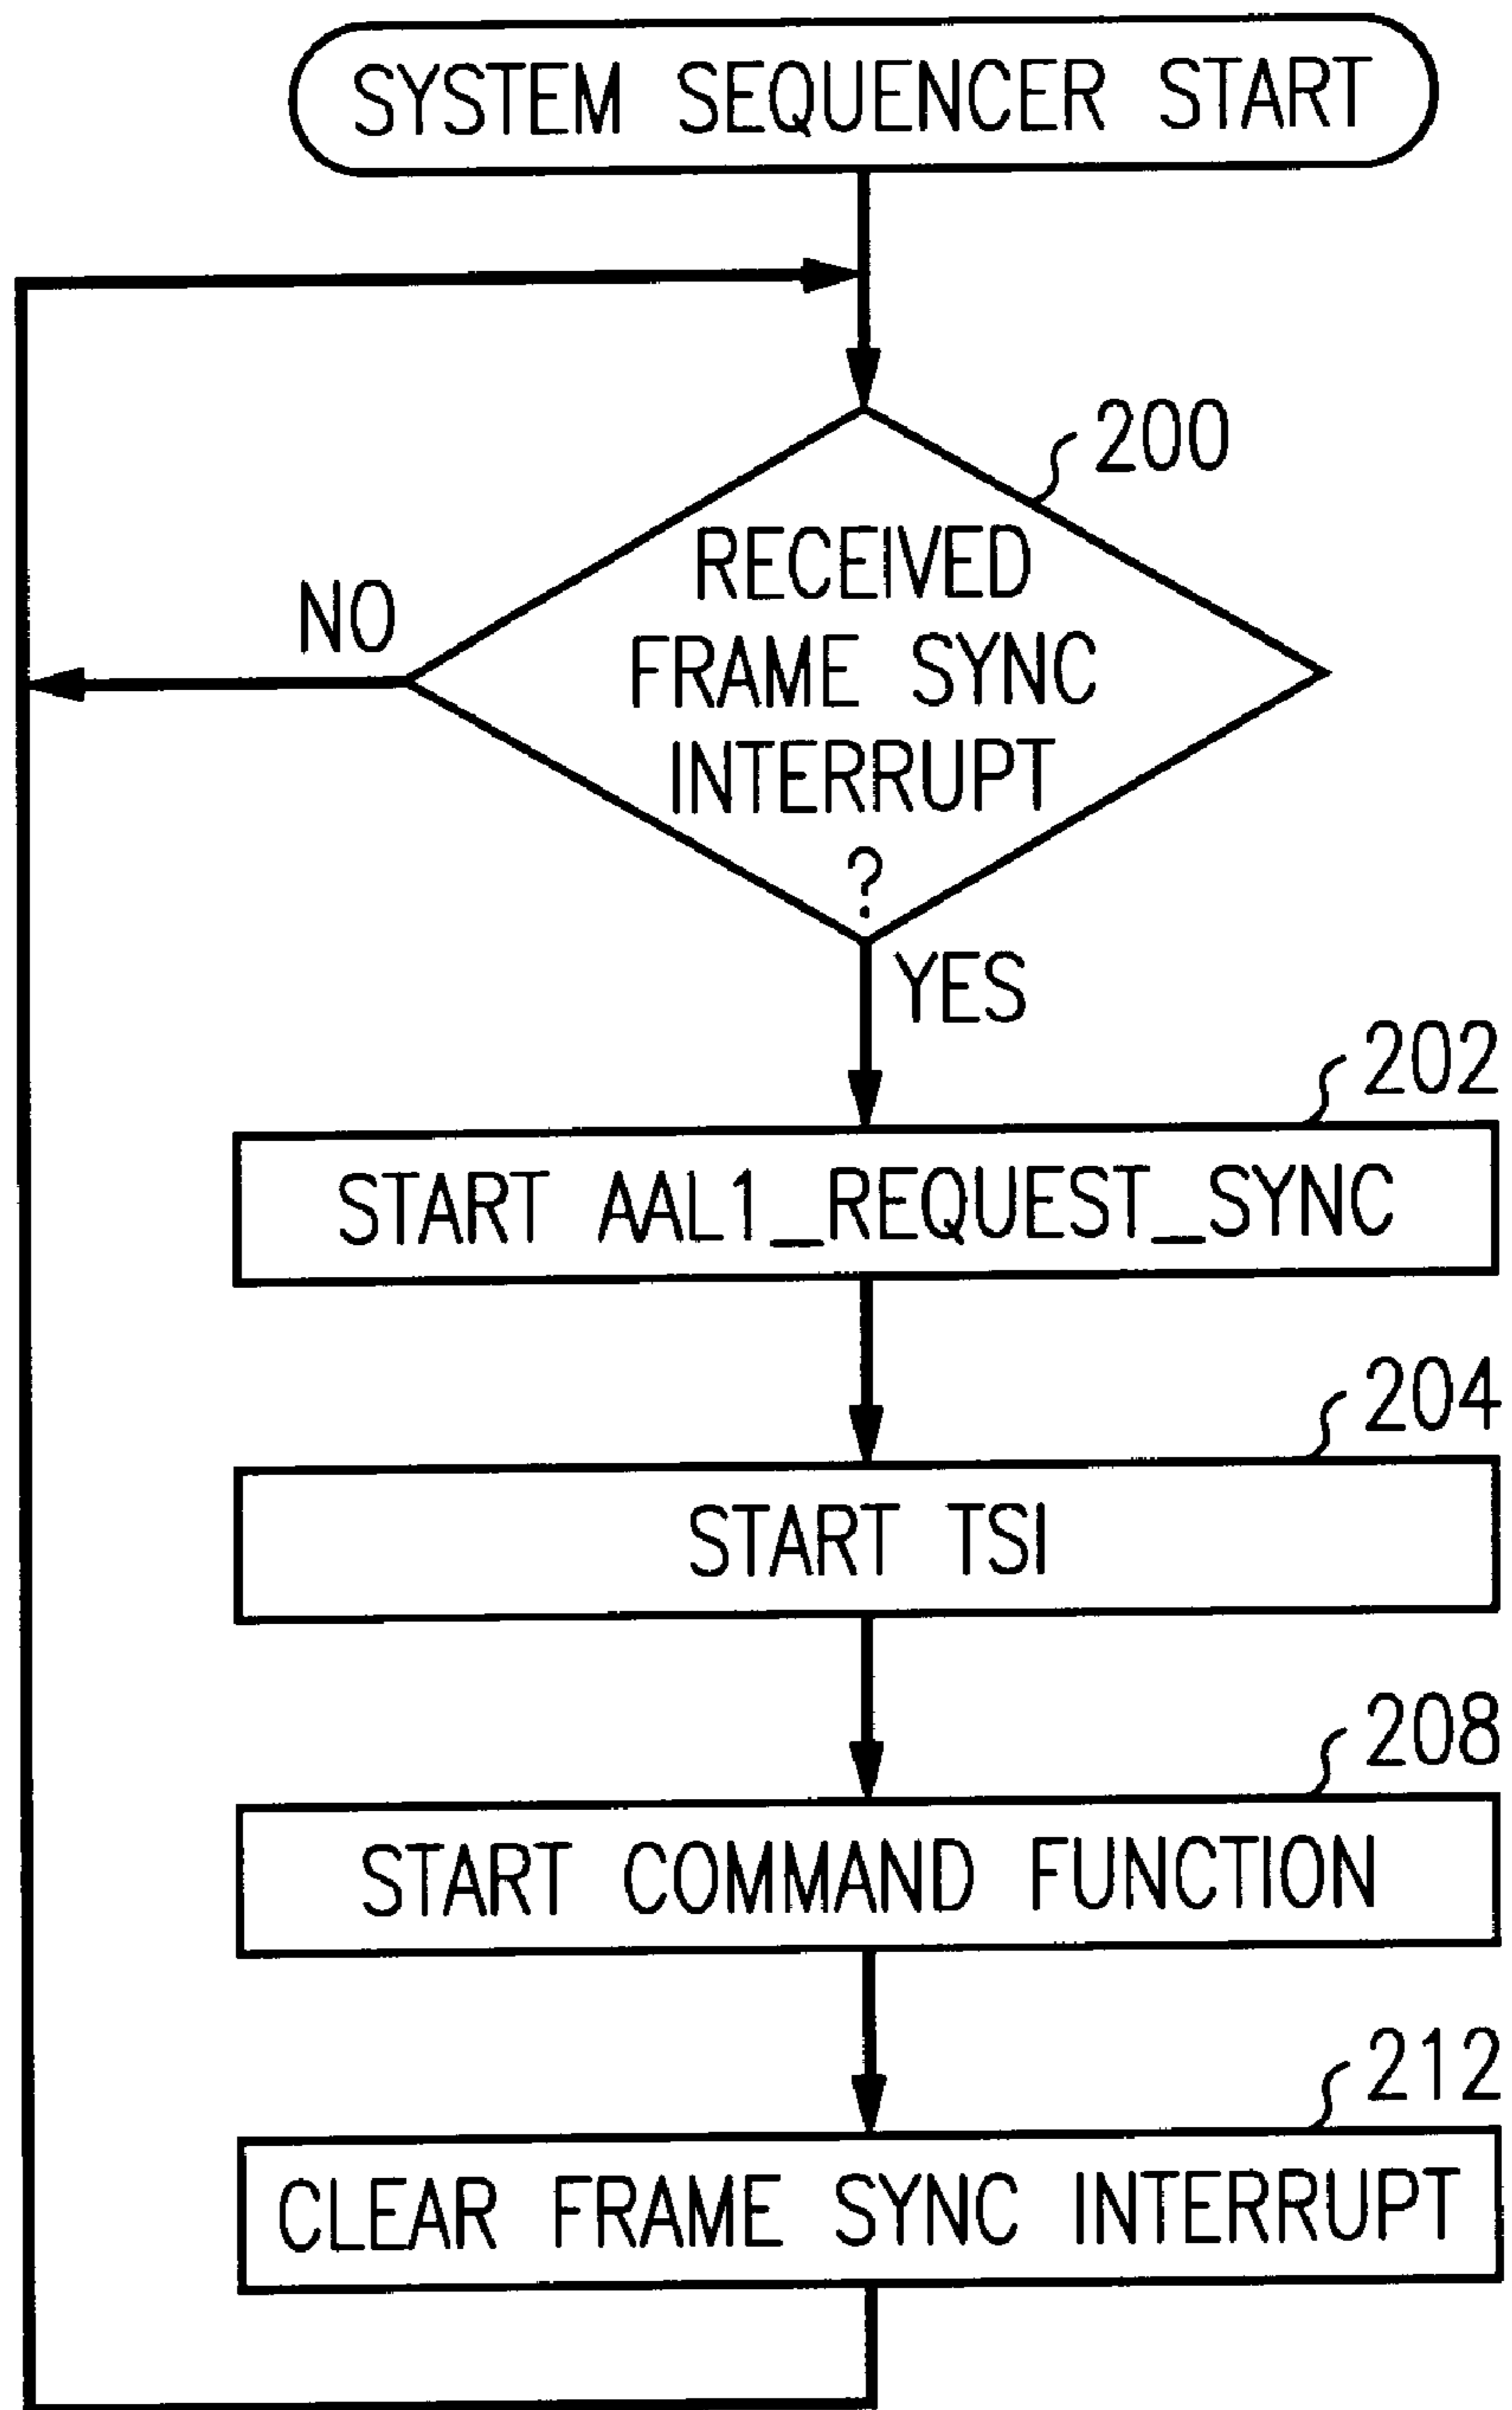 SYSTEM SEQUENCER START
200
RECEIVED
FRAME SYNC
INTERRUPT
?
NO
YES
202
START AAL1_REQUEST_SYNC
204
START TSI
208
START COMMAND FUNCTION
212
CLEAR FRAME SYNC INTERRUPT